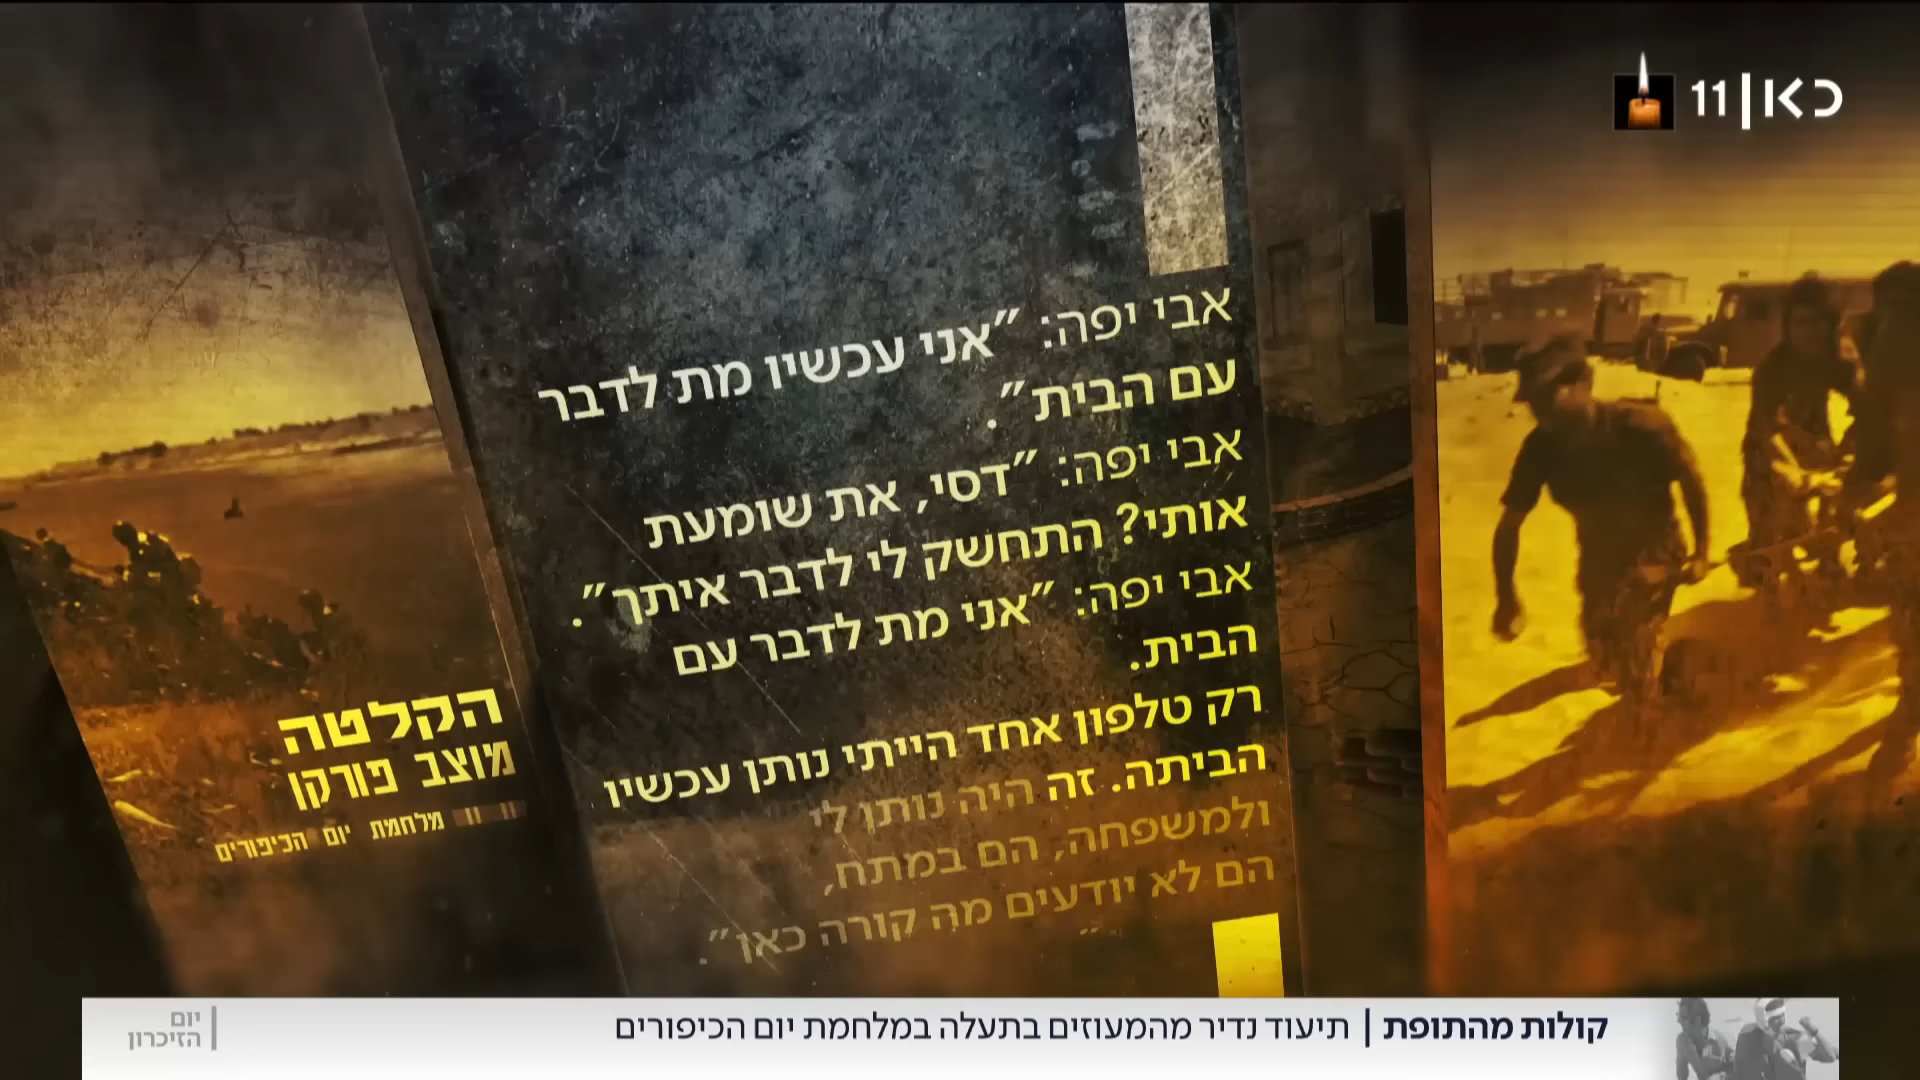 כאן | 11
אבי יפה: "אני עכשיו מת לדבר
עם הבית".
אבי יפה: "דסי, את שומעת
אותי? התחשק לי לדבר איתך".
אבי יפה: "אני מת לדבר עם
הבית.
רק טלפון אחד הייתי נותן עכשיו
הביתה. זה היה נותן לי
ולמשפחה, הם במתח,
הם לא יודעים מה קורה כאן".
הקלטה
מוצב פורקן
מלחמת יום הכיפורים
קולות מהתופת | תיעוד נדיר מהמעוזים בתעלה במלחמת יום הכיפורים
יום
הזיכרון